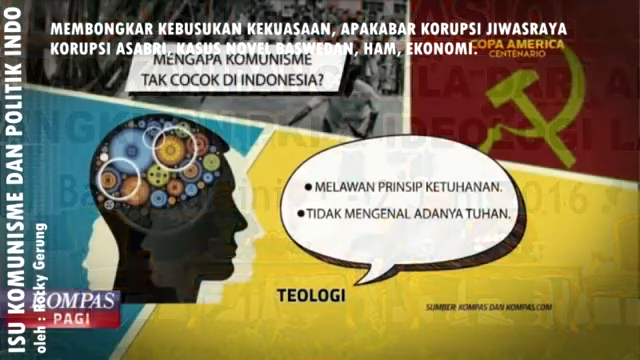 MEMBONGKAR KEBUSUKAN KEKUASAAN, APAKABAR KORUPSI JIWASRAYA
KORUPSI ASABRI, KASUS NOVEL BASWEDAN, HAM, EKONOMI.
COPA AMERICA
CENTENARIO
MENGAPA KOMUNISME
TAK COCOK DI INDONESIA?
ISU KOMUNISME DAN POLITIK INDO
oleh : Rocky Gerung
• MELAWAN PRINSIP KETUHANAN.
• TIDAK MENGENAL ADANYA TUHAN.
TEOLOGI
KOMPAS
PAGI
SUMBER: KOMPAS DAN KOMPAS.COM